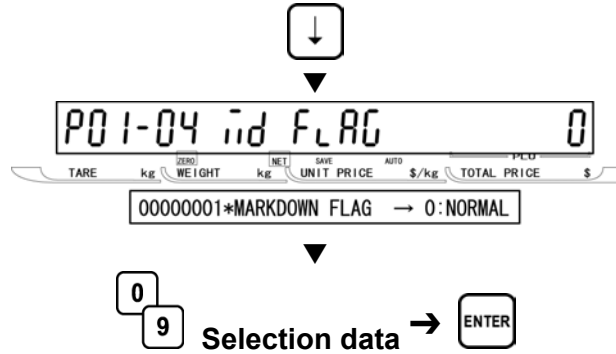 ↓
P01-04 md FLAG 0
ZERO NET SAVE AUTO PLU
TARE kg WEIGHT kg UNIT PRICE $/kg TOTAL PRICE $
00000001*MARKDOWN FLAG → 0:NORMAL
0
9 Selection data → ENTER